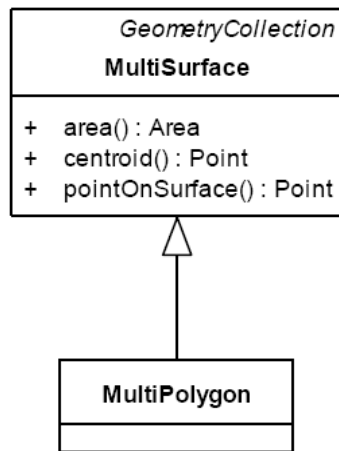 GeometryCollection
MultiSurface
+ area() : Area
+ centroid() : Point
+ pointOnSurface() : Point
MultiPolygon